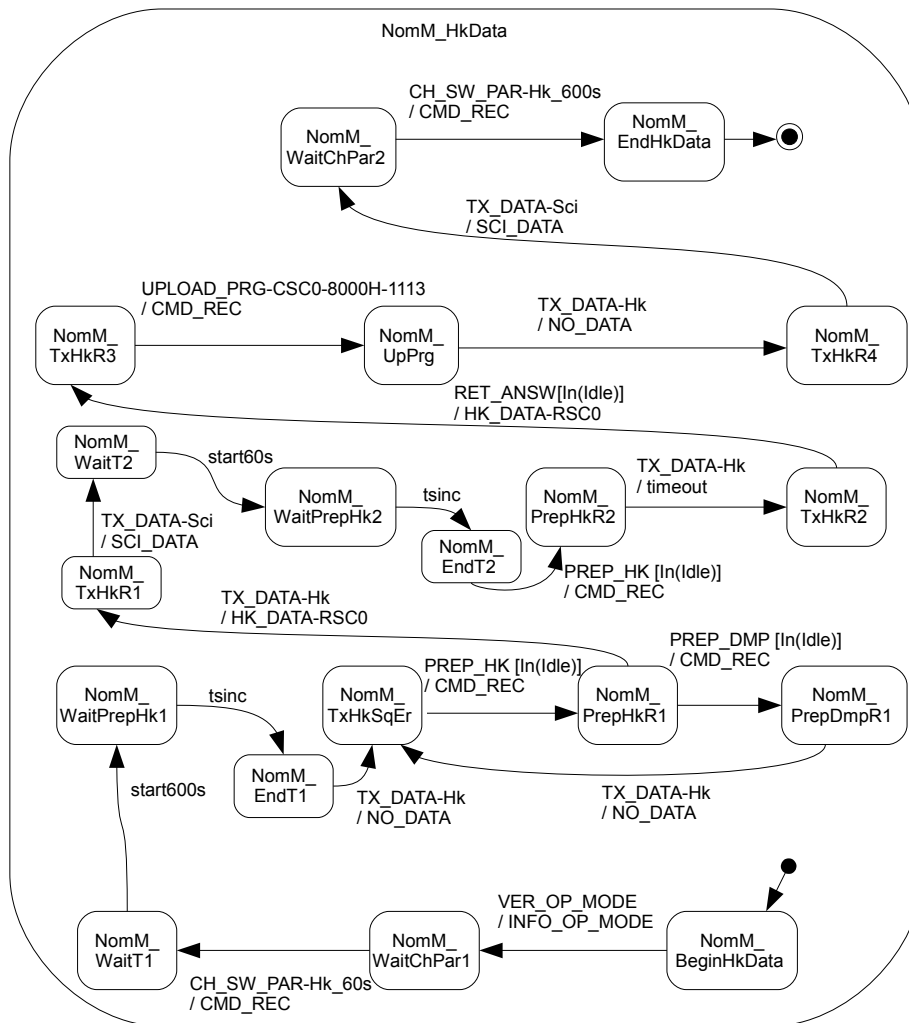 NomM_HkData
CH_SW_PAR-Hk_600s
/ CMD_REC
NomM_
WaitChPar2
NomM_
EndHkData
TX_DATA-Sci
/ SCI_DATA
UPLOAD_PRG-CSC0-8000H-1113
/ CMD_REC
TX_DATA-Hk
/ NO_DATA
NomM_
TxHkR3
NomM_
UpPrg
NomM_
TxHkR4
RET_ANSW[In(Idle)]
/ HK_DATA-RSC0
NomM_
WaitT2
start60s
NomM_
WaitPrepHk2
tsinc
NomM_
EndT2
NomM_
PrepHkR2
TX_DATA-Hk
/ timeout
NomM_
TxHkR2
TX_DATA-Sci
/ SCI_DATA
NomM_
TxHkR1
PREP_HK [In(Idle)]
/ CMD_REC
TX_DATA-Hk
/ HK_DATA-RSC0
PREP_HK [In(Idle)]
/ CMD_REC
PREP_DMP [In(Idle)]
/ CMD_REC
NomM_
WaitPrepHk1
tsinc
NomM_
TxHkSqEr
NomM_
PrepHkR1
NomM_
PrepDmpR1
NomM_
EndT1
start600s
TX_DATA-Hk
/ NO_DATA
TX_DATA-Hk
/ NO_DATA
VER_OP_MODE
/ INFO_OP_MODE
NomM_
WaitT1
NomM_
WaitChPar1
NomM_
BeginHkData
CH_SW_PAR-Hk_60s
/ CMD_REC